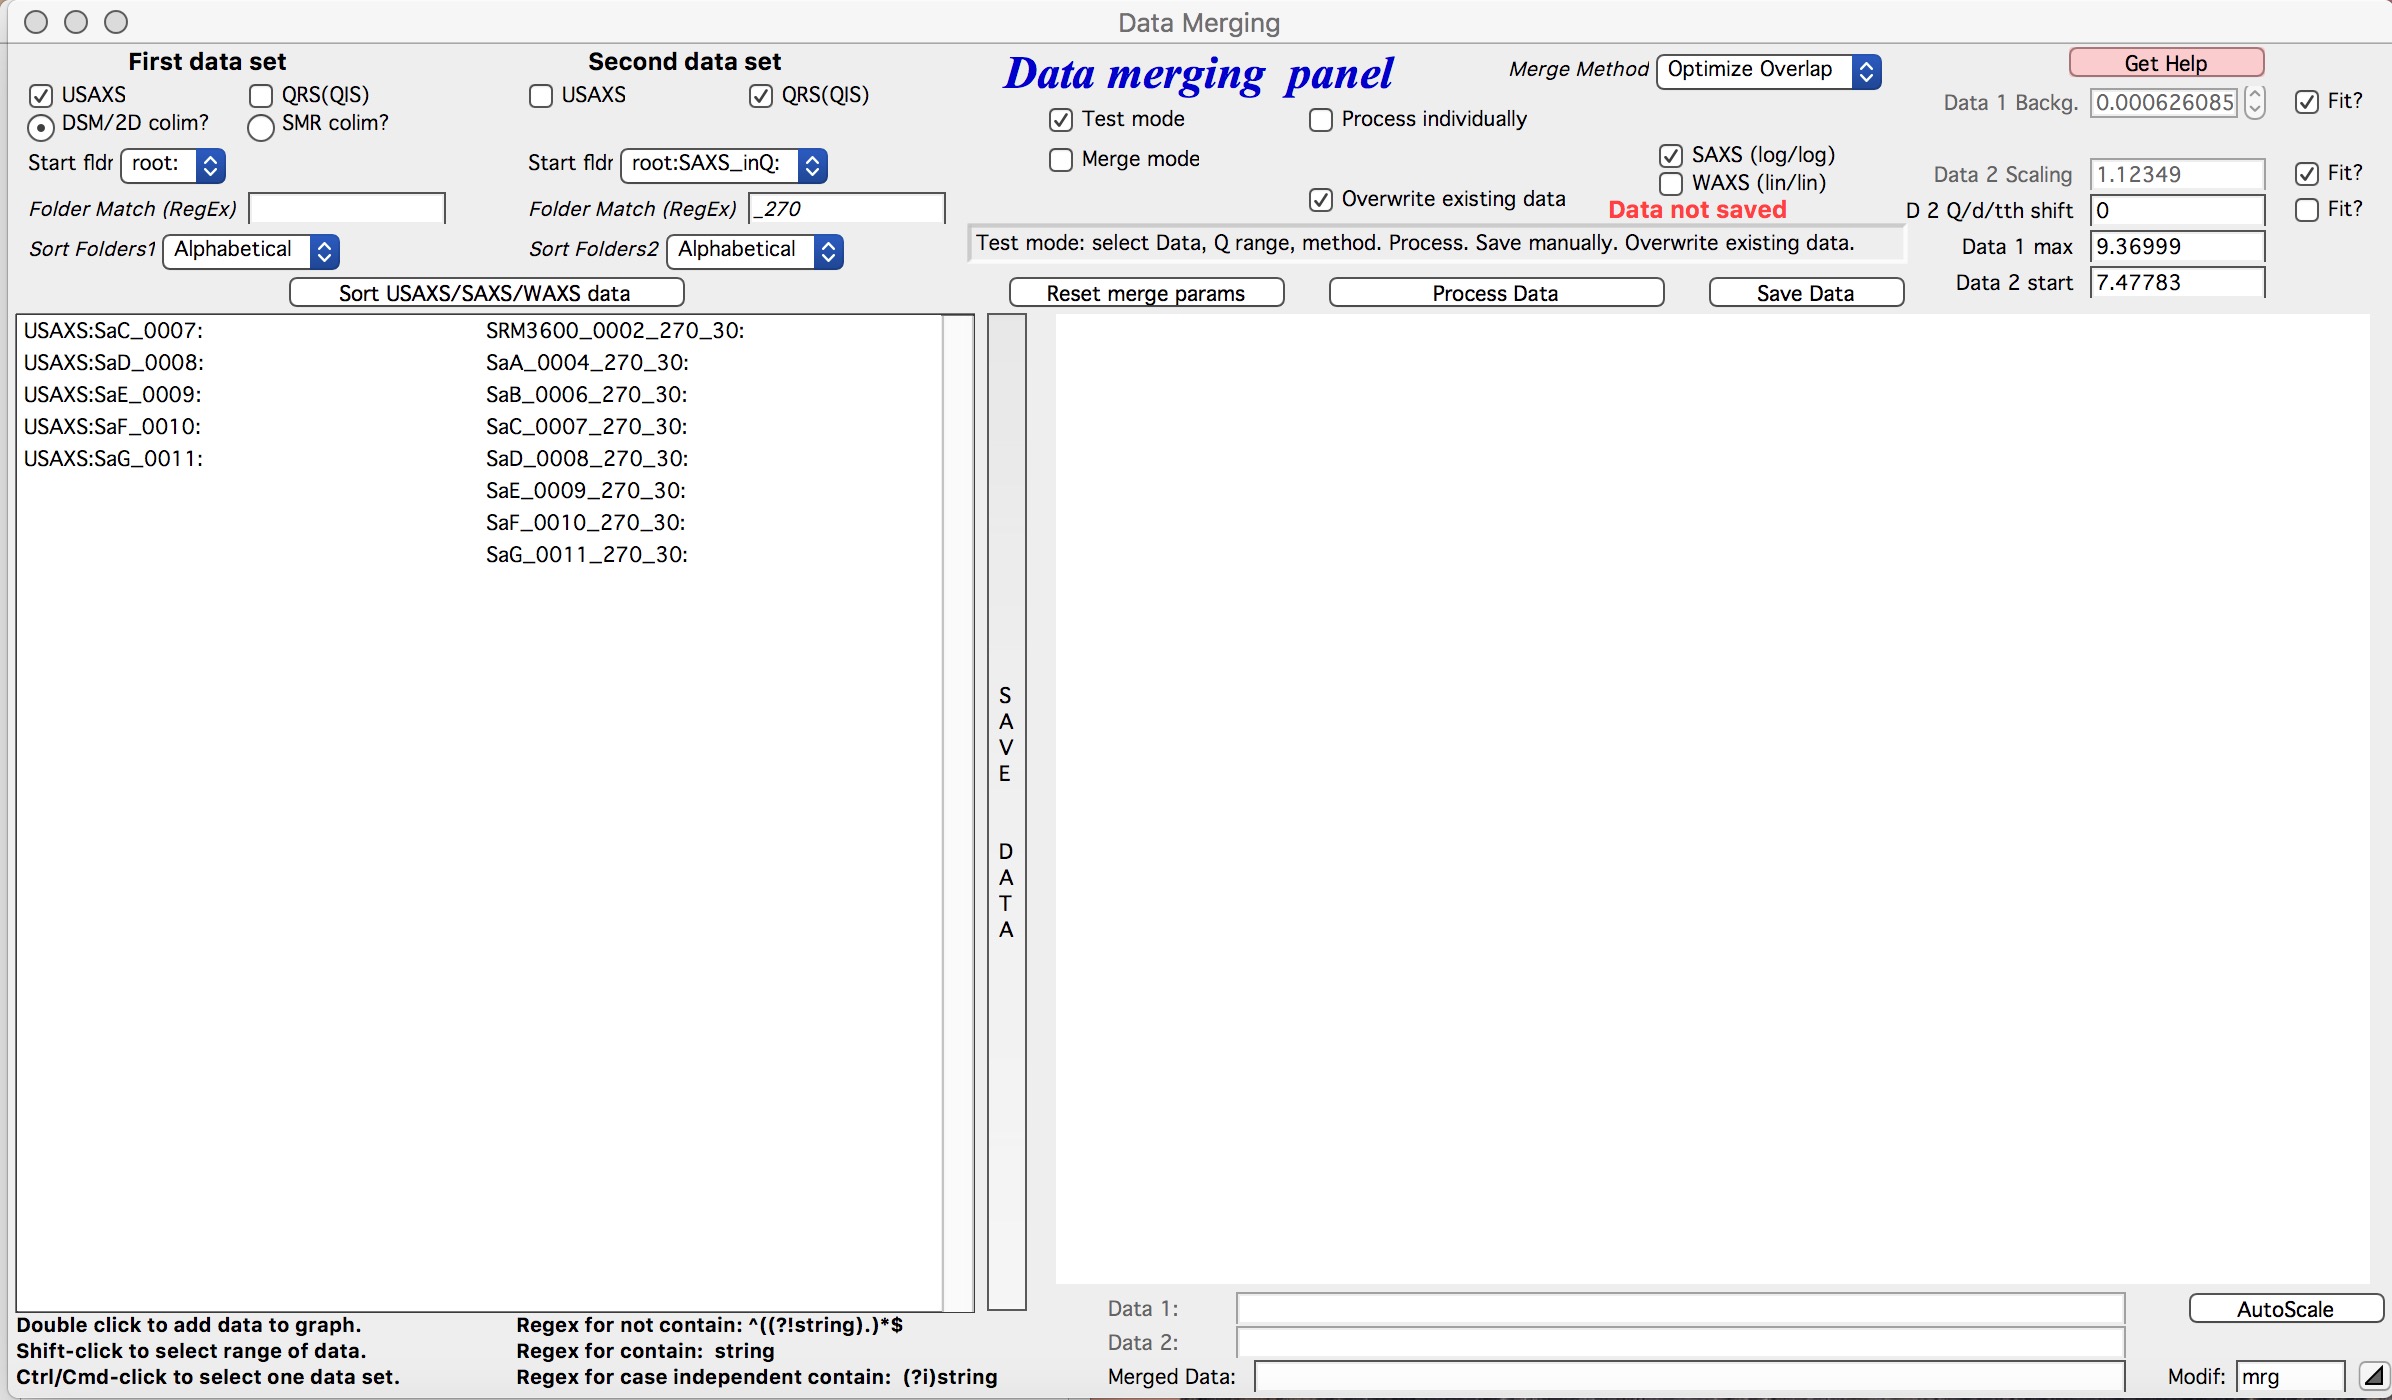 Data Merging
First data set
Second data set
Data merging panel
Merge Method Optimize Overlap
Get Help
USAXS
QRS(QIS)
USAXS
QRS(QIS)
DSM/2D colim?
SMR colim?
Test mode
Process individually
Data 1 Backg. 0.000626085
Fit?
Start fldr root:
Start fldr root:SAXS_inQ:
Merge mode
SAXS (log/log)
Data 2 Scaling 1.12349
Fit?
WAXS (lin/lin)
Folder Match (RegEx)
Folder Match (RegEx) _270
Overwrite existing data
Data not saved
D 2 Q/d/tth shift 0
Fit?
Sort Folders1 Alphabetical
Sort Folders2 Alphabetical
Test mode: select Data, Q range, method. Process. Save manually. Overwrite existing data.
Data 1 max 9.36999
Sort USAXS/SAXS/WAXS data
Reset merge params
Process Data
Save Data
Data 2 start 7.47783
USAXS:SaC_0007:
USAXS:SaD_0008:
USAXS:SaE_0009:
USAXS:SaF_0010:
USAXS:SaG_0011:
SRM3600_0002_270_30:
SaA_0004_270_30:
SaB_0006_270_30:
SaC_0007_270_30:
SaD_0008_270_30:
SaE_0009_270_30:
SaF_0010_270_30:
SaG_0011_270_30:
S
A
V
E
D
A
T
A
Double click to add data to graph.
Shift-click to select range of data.
Ctrl/Cmd-click to select one data set.
Regex for not contain: ^((?!string).)*$
Regex for contain: string
Regex for case independent contain: (?i)string
Data 1:
Data 2:
Merged Data:
AutoScale
Modif: mrg